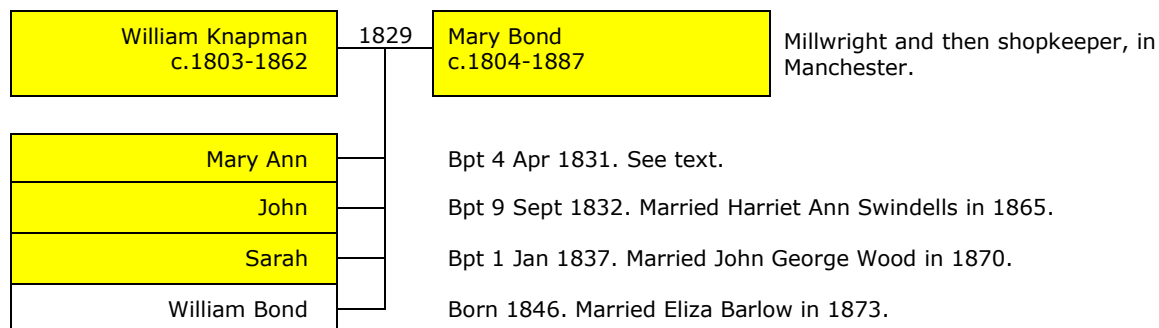 William Knapman
c.1803-1862
1829
Mary Bond
c.1804-1887
Millwright and then shopkeeper, in
Manchester.
Mary Ann
Bpt 4 Apr 1831. See text.
John
Bpt 9 Sept 1832. Married Harriet Ann Swindells in 1865.
Sarah
Bpt 1 Jan 1837. Married John George Wood in 1870.
William Bond
Born 1846. Married Eliza Barlow in 1873.